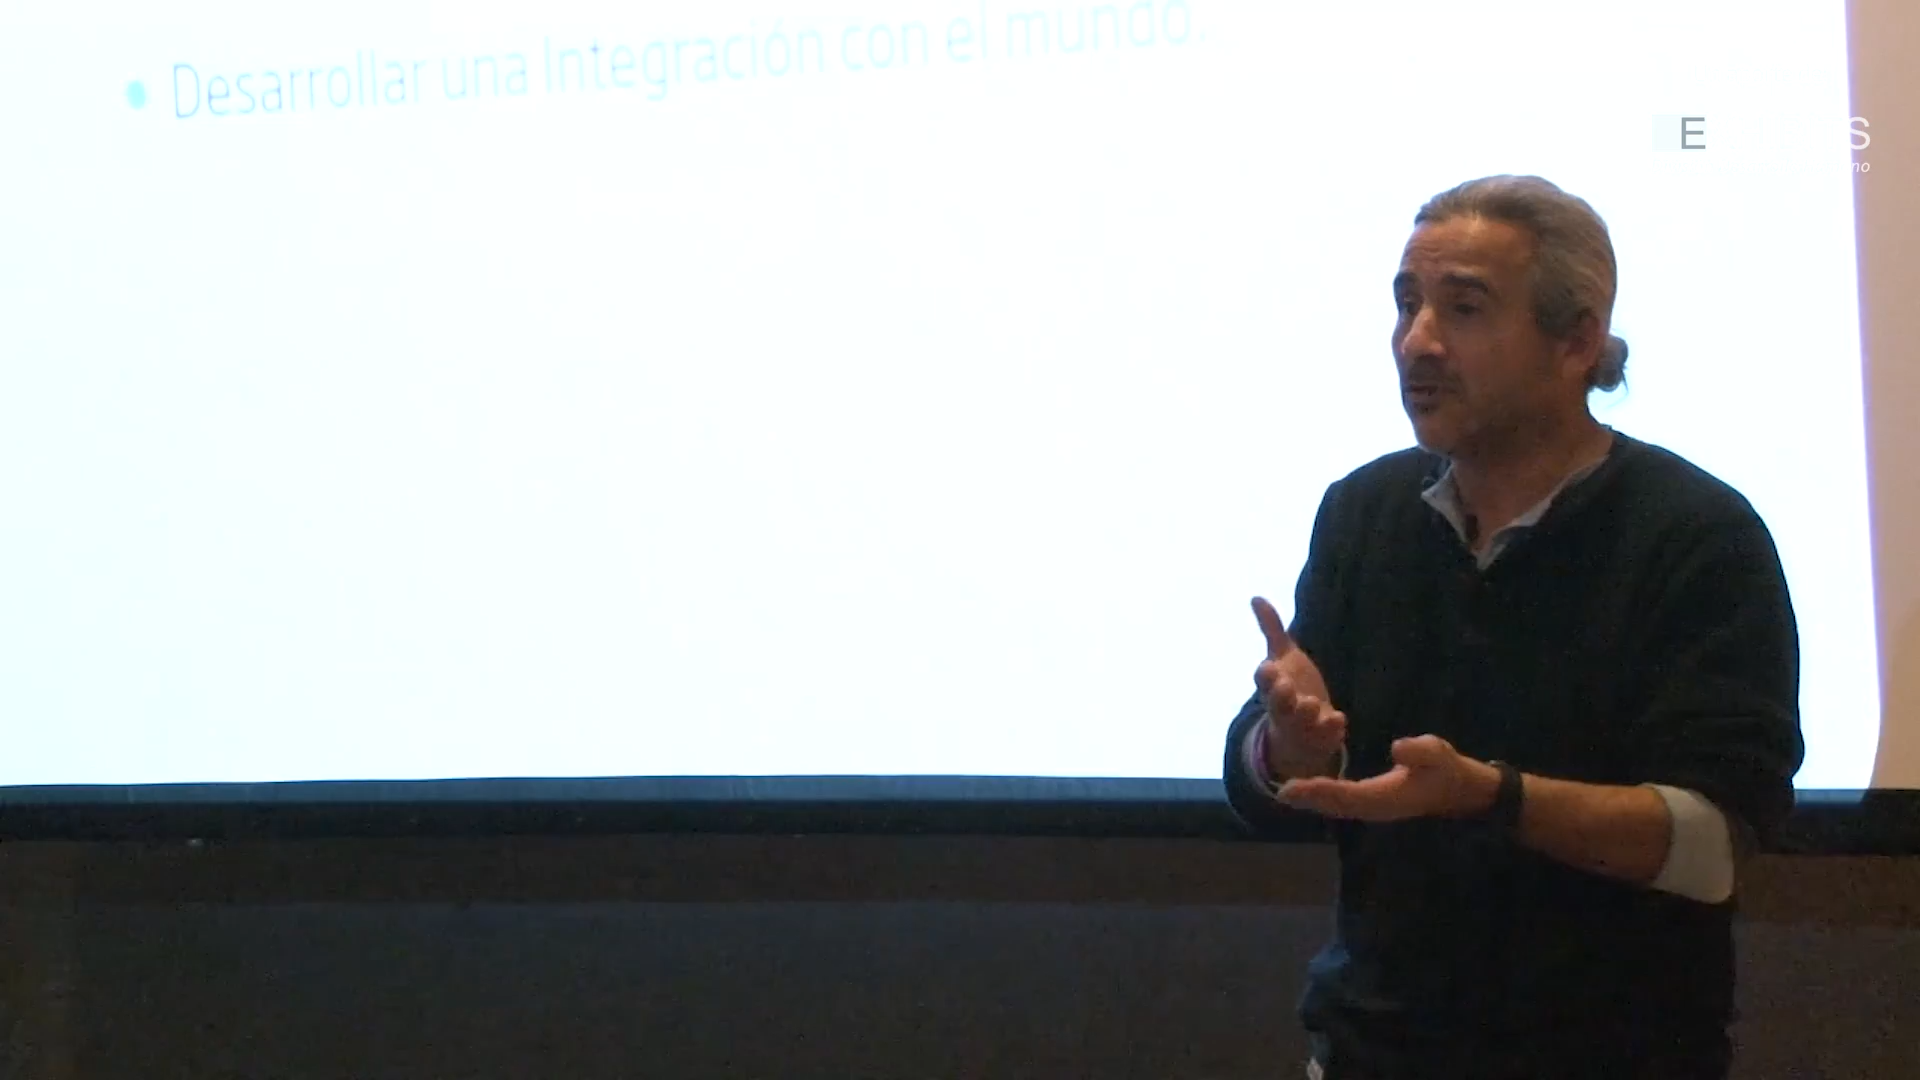 • Desarrollar una Integración con el mundo.